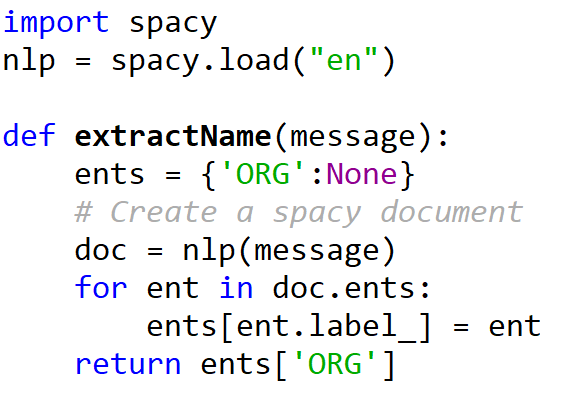 import spacy
nlp = spacy.load("en")
def extractName(message):
    ents = {'ORG':None}
    # Create a spacy document
    doc = nlp(message)
    for ent in doc.ents:
        ents[ent.label_] = ent
    return ents['ORG']